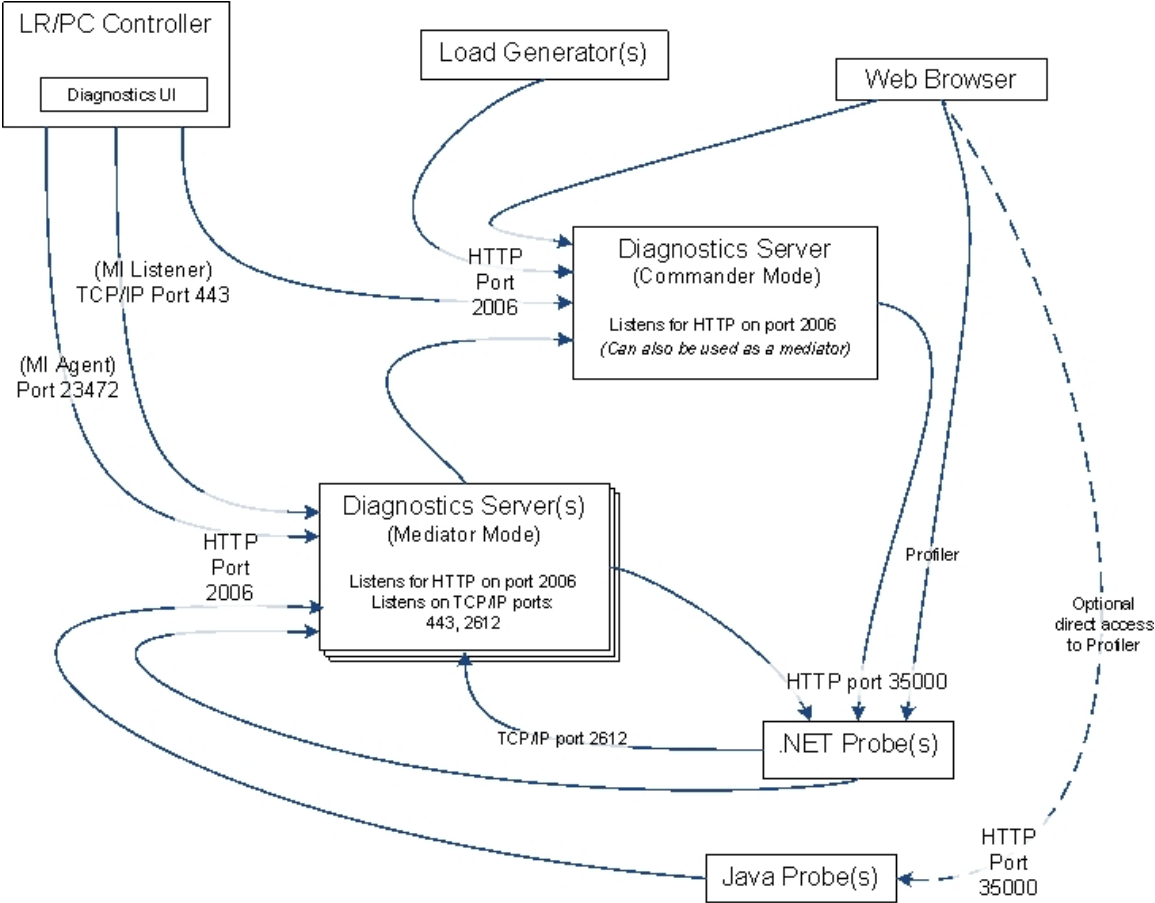 LR/PC Controller
Diagnostics UI
Load Generator(s)
Web Browser
(MI Listener)
TCP/IP Port 443
(MI Agent)
Port 23472
HTTP
Port
2006
Diagnostics Server
(Commander Mode)
Listens for HTTP on port 2006
(Can also be used as a mediator)
Diagnostics Server(s)
(Mediator Mode)
Listens for HTTP on port 2006
Listens on TCP/IP ports:
443, 2612
HTTP
Port
2006
Profiler
Optional
direct access
to Profiler
HTTP port 35000
TCP/IP port 2612
.NET Probe(s)
Java Probe(s)
HTTP
Port
35000